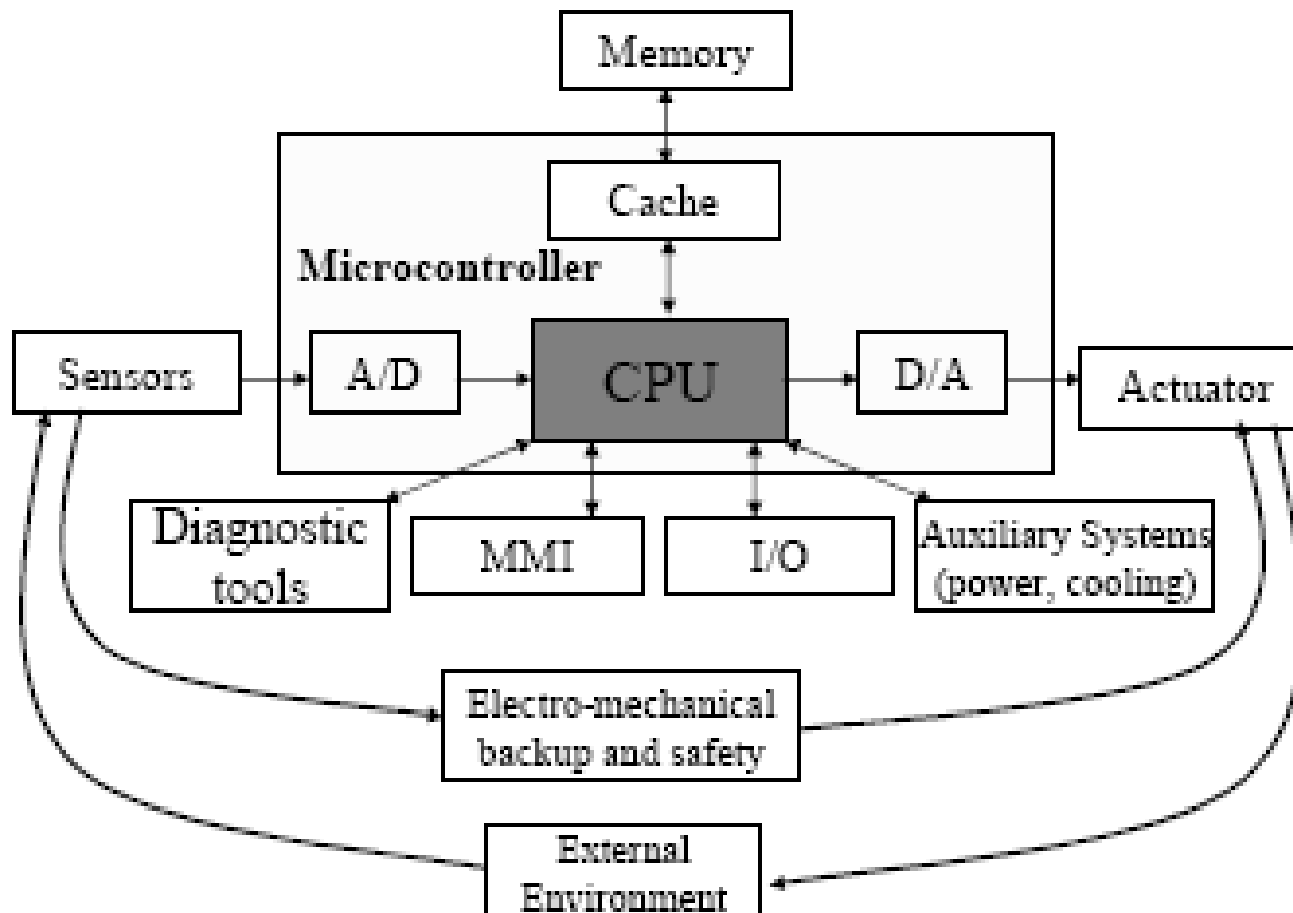 Memory
Cache
Microcontroller
Sensors
A/D
CPU
D/A
Actuator
Diagnostic
tools
MMI
I/O
Auxiliary Systems
(power, cooling)
Electro-mechanical
backup and safety
External
Environment